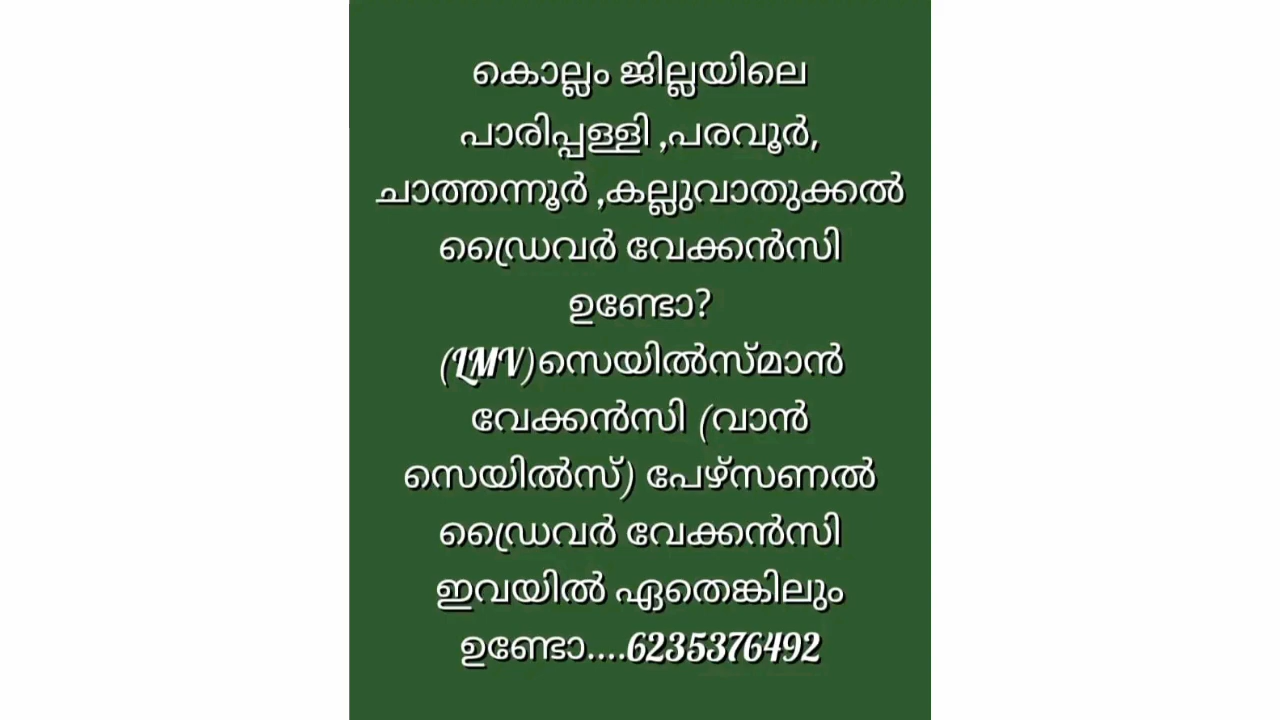 കൊല്ലം ജില്ലയിലെ
പാരിപ്പള്ളി ,പരവൂർ,
ചാത്തന്നൂർ ,കല്ലുവാതുക്കൽ
ഡ്രൈവർ വേക്കൻസി
ഉണ്ടോ?
(LMV)സെയിൽസ്മാൻ
വേക്കൻസി (വാൻ
സെയിൽസ്) പേഴ്സണൽ
ഡ്രൈവർ വേക്കൻസി
ഇവയിൽ ഏതെങ്കിലും
ഉണ്ടോ....6235376492